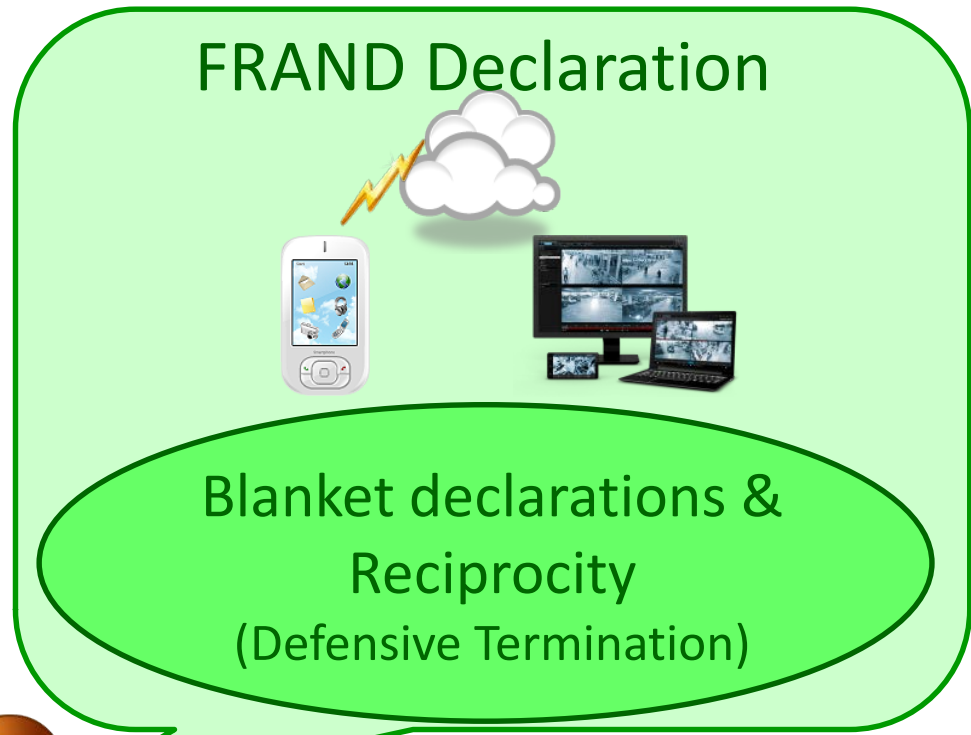 FRAND Declaration
Blanket declarations &
Reciprocity
(Defensive Termination)